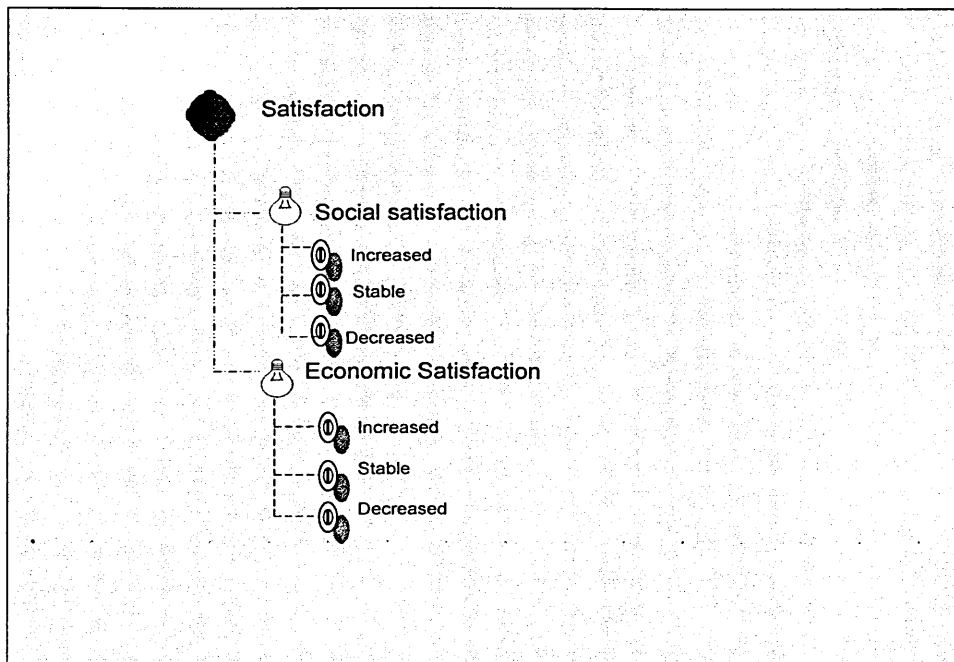 Satisfaction
Social satisfaction
Increased
Stable
Decreased
Economic Satisfaction
Increased
Stable
Decreased